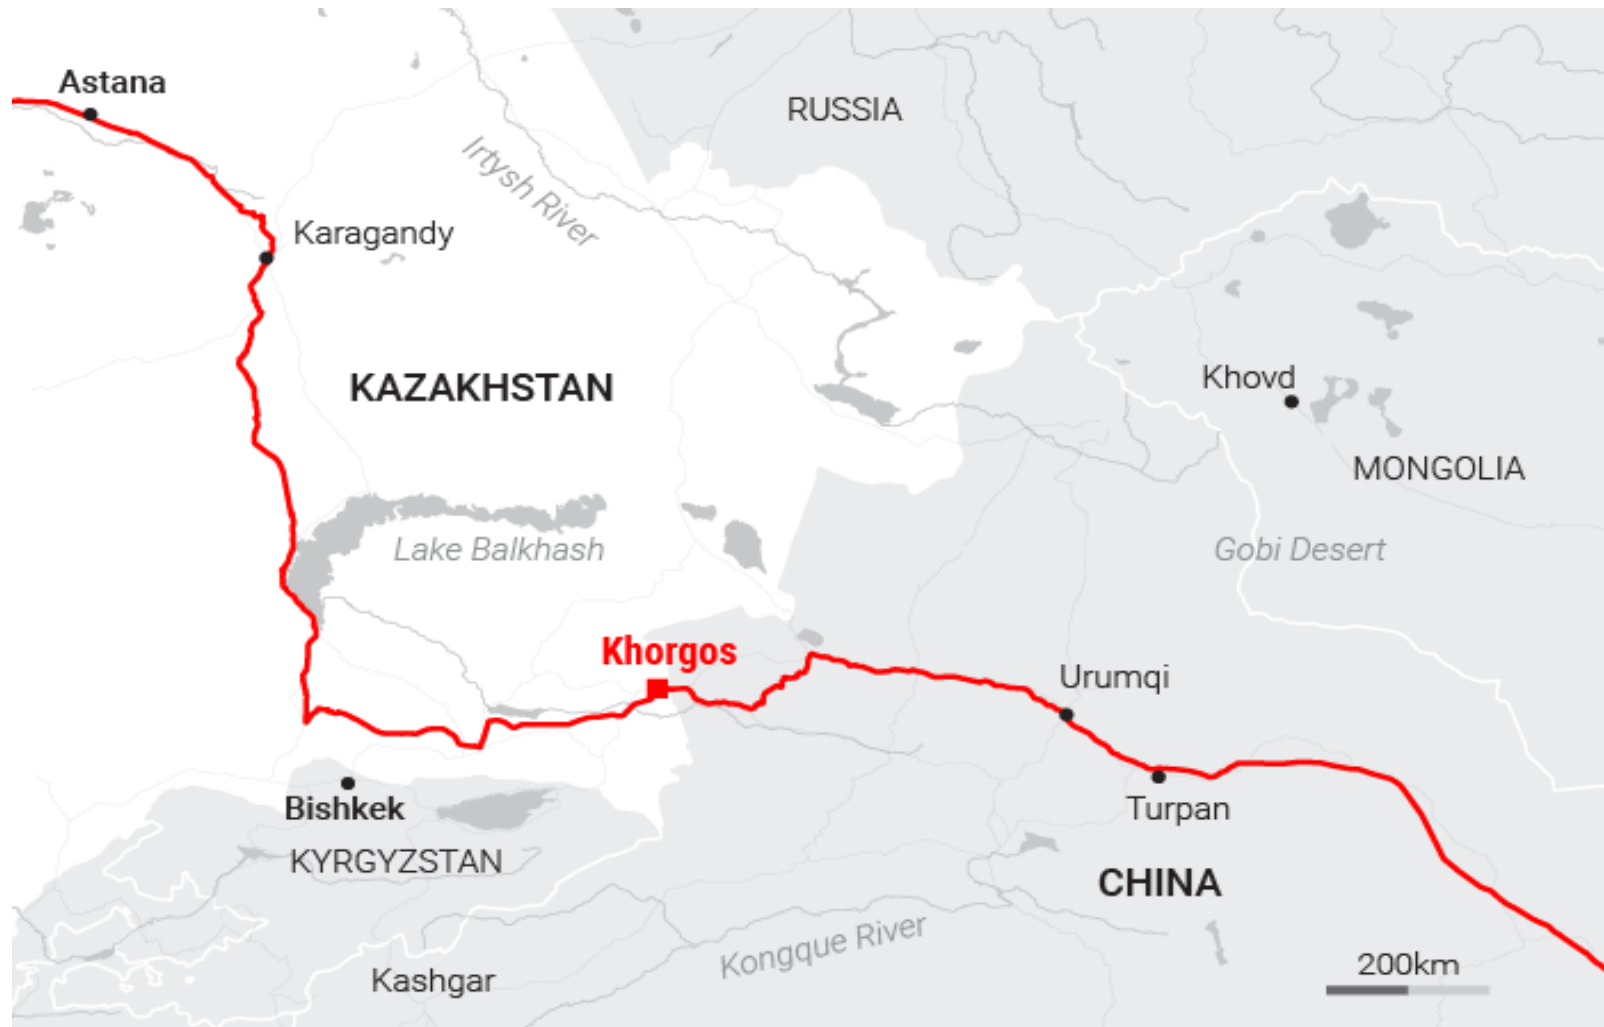 Astana
RUSSIA
Irtysh River
Karagandy
KAZAKHSTAN
Khovd
MONGOLIA
Lake Balkhash
Gobi Desert
Khorgos
Urumqi
Bishkek
Turpan
KYRGYZSTAN
CHINA
Kongque River
Kashgar
200km